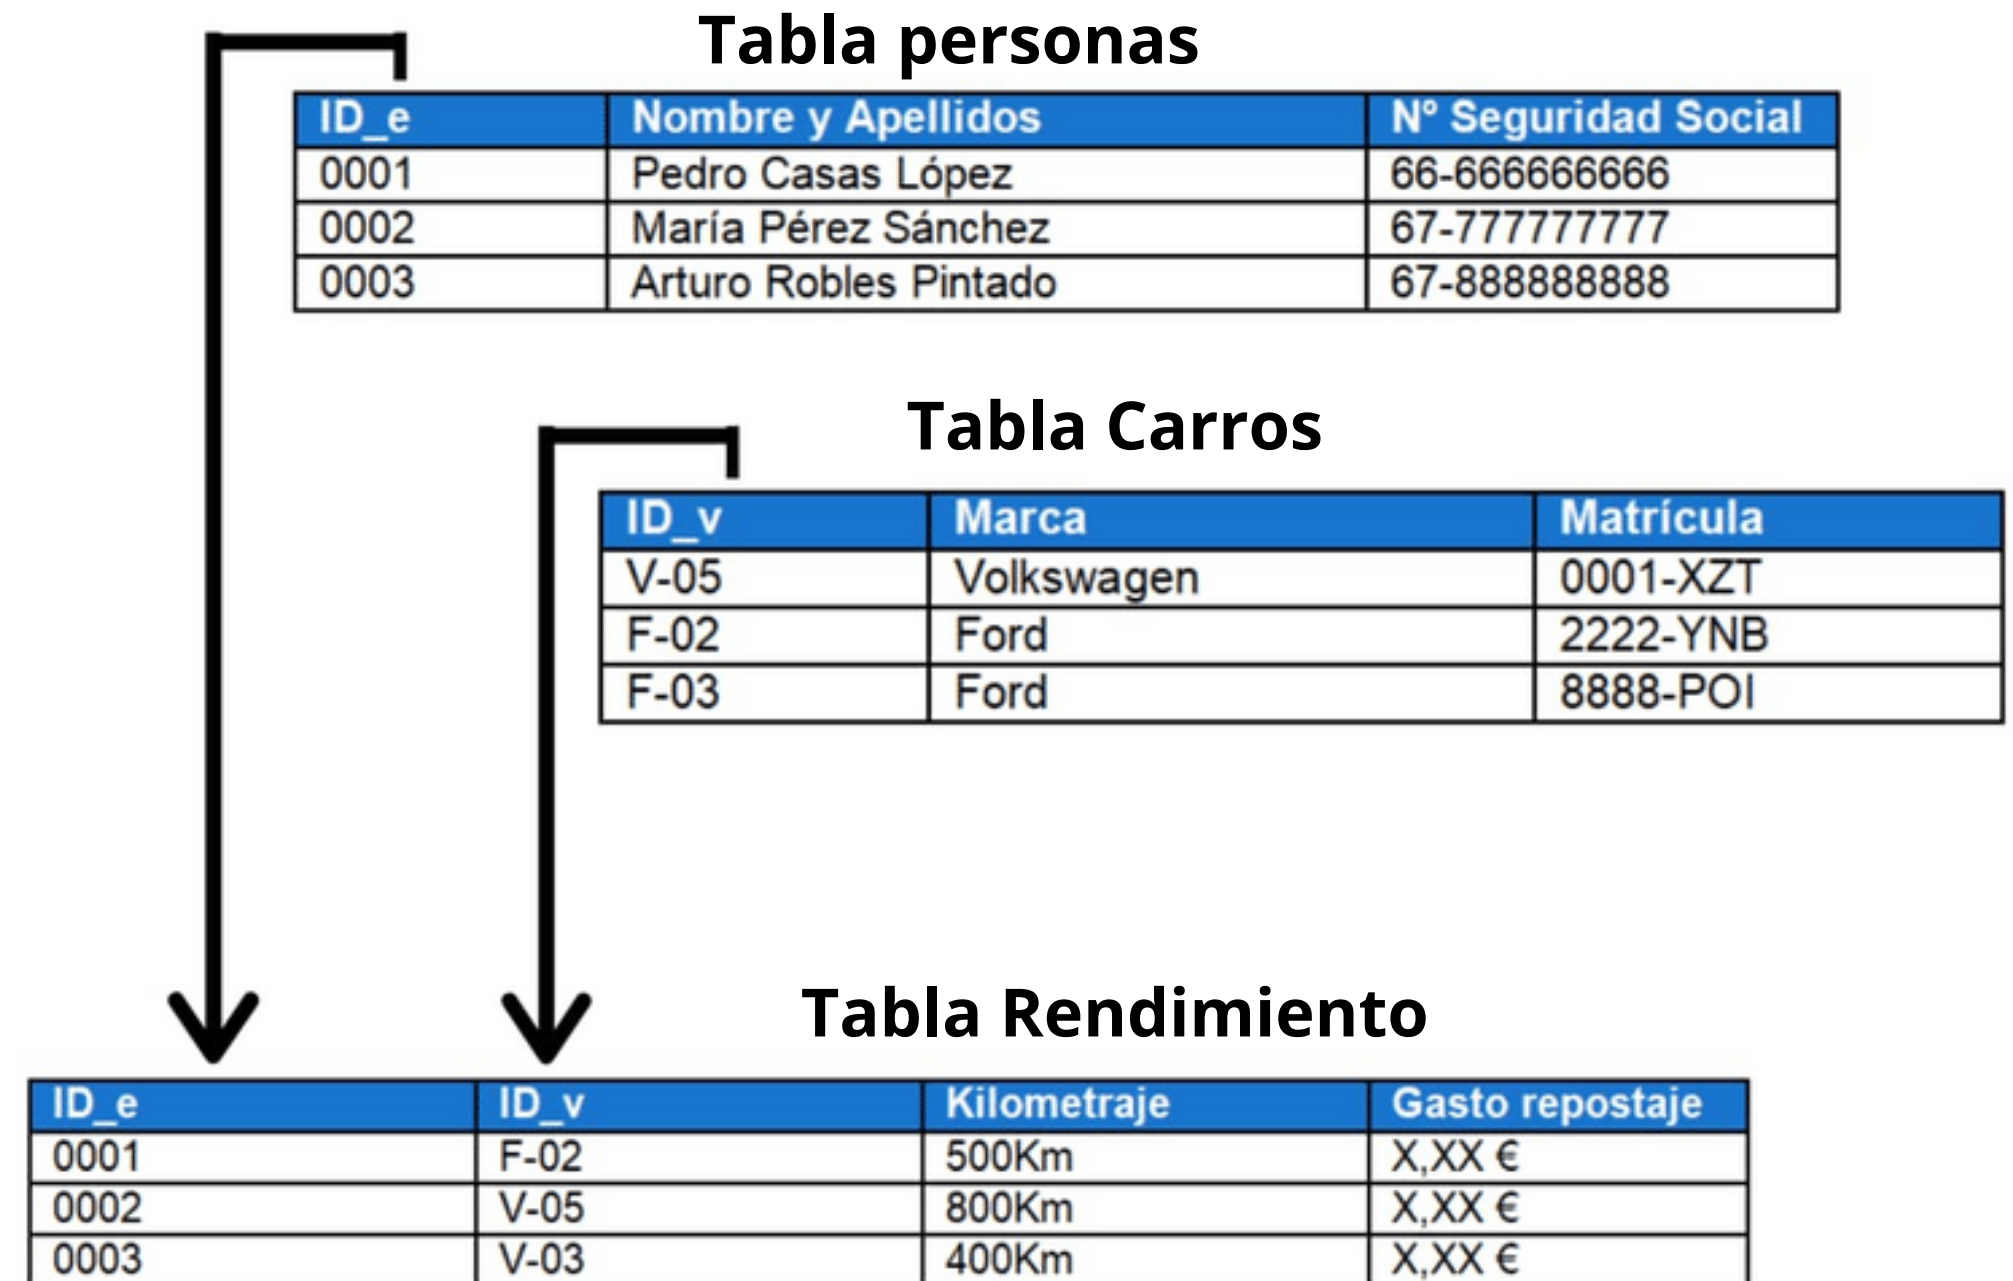 Tabla personas
ID_e Nombre y Apellidos Nº Seguridad Social
0001 Pedro Casas López 66-666666666
0002 María Pérez Sánchez 67-777777777
0003 Arturo Robles Pintado 67-888888888
Tabla Carros
ID_v Marca Matrícula
V-05 Volkswagen 0001-XZT
F-02 Ford 2222-YNB
F-03 Ford 8888-POI
Tabla Rendimiento
ID_e ID_v Kilometraje Gasto repostaje
0001 F-02 500Km X,XX €
0002 V-05 800Km X,XX €
0003 V-03 400Km X,XX €